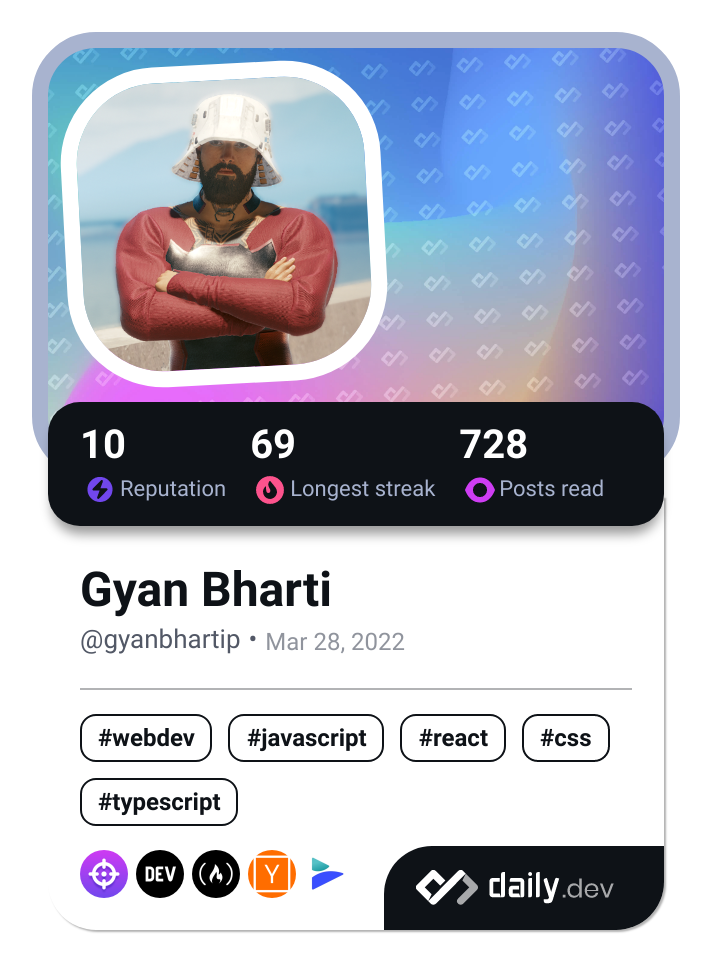 10 69 728
Reputation Longest streak Posts read
Gyan Bharti
@gyanbhartip • Mar 28, 2022
#webdev #javascript #react #css
#typescript
DEV Y daily.dev